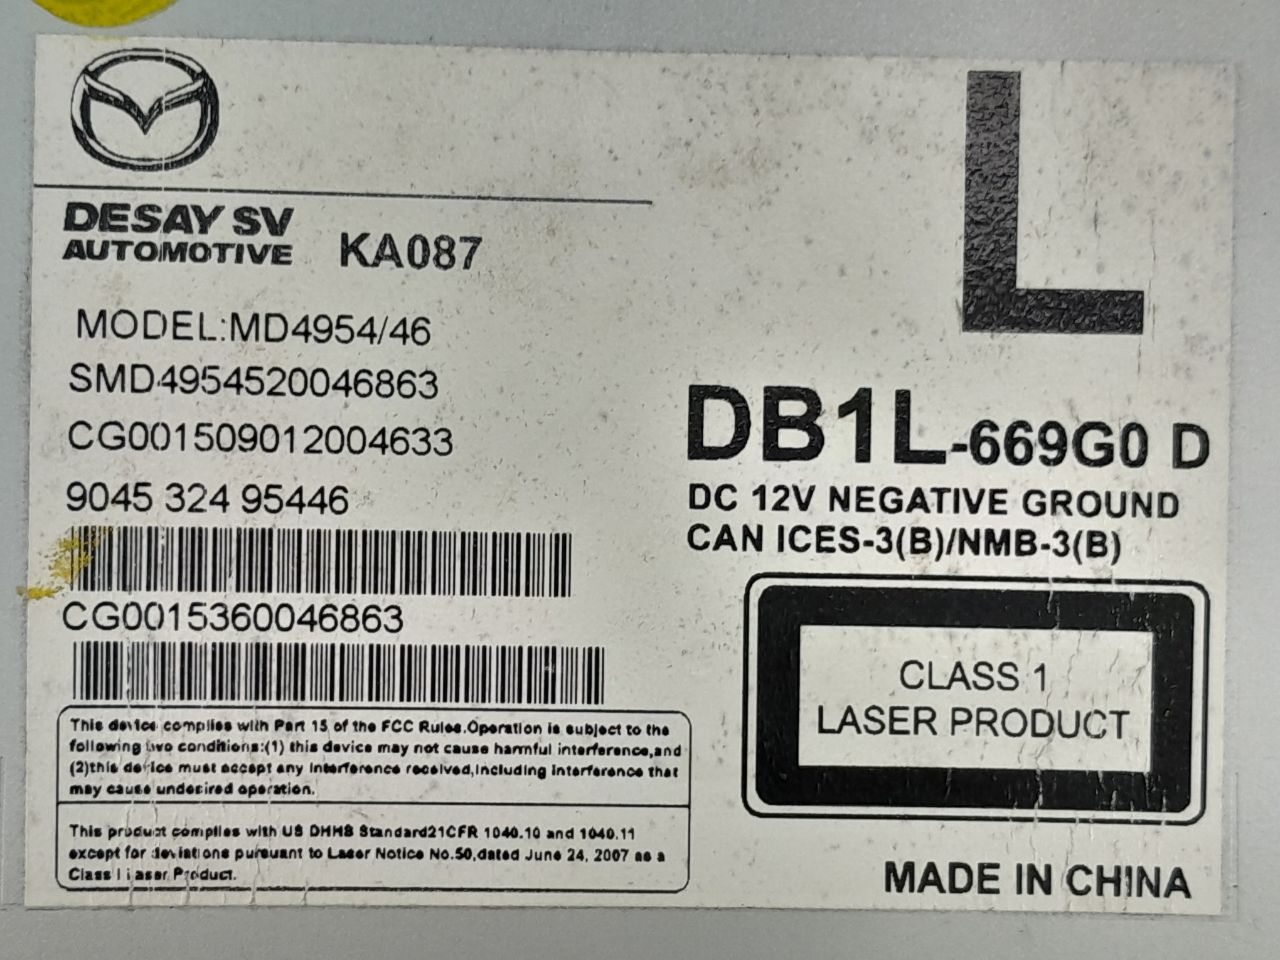 DESAY SV
AUTOMOTIVE
KA087
MODEL:MD4954/46
SMD4954520046863
CG001509012004633
9045 324 95446
CG0015360046863
This device complies with Part 15 of the FCC Rules.Operation is subject to the
following two conditions:(1) this device may not cause harmful interference,and
(2)this device must accept any interference received,including interference that
may cause undesired operation.
This product complies with US DHHS Standard21CFR 1040.10 and 1040.11
except for deviations pursuant to Laser Notice No.50,dated June 24, 2007 as a
Class I Laser Product.
L
DB1L-669G0 D
DC 12V NEGATIVE GROUND
CAN ICES-3(B)/NMB-3(B)
CLASS 1
LASER PRODUCT
MADE IN CHINA